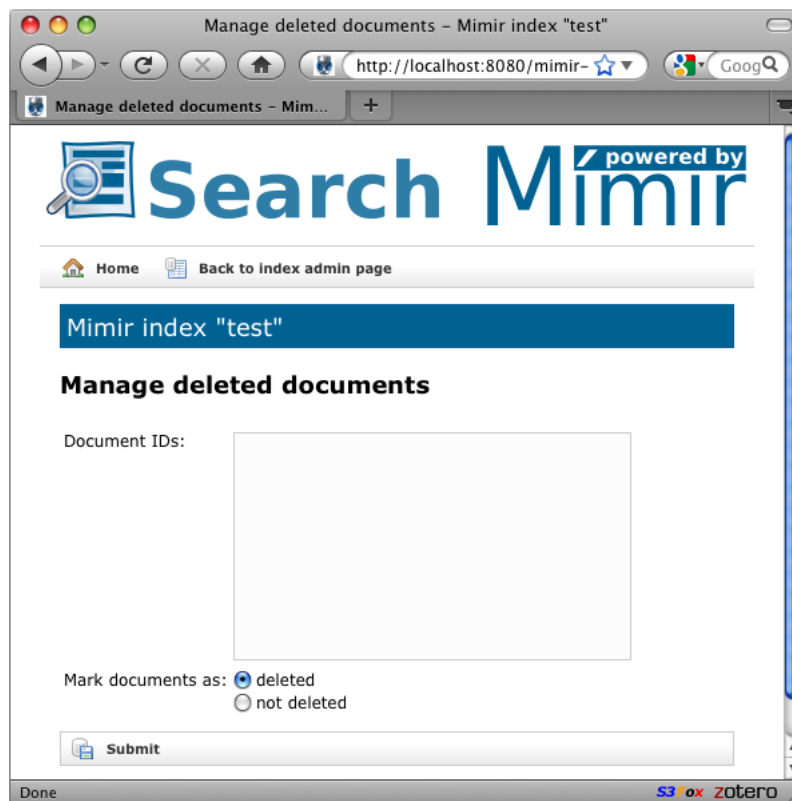 Manage deleted documents – Mimir index "test"
http://localhost:8080/mimir-
Goog
Manage deleted documents – Mim...
+
Search Mimir
powered by
Home Back to index admin page
Mimir index "test"
Manage deleted documents
Document IDs:
Mark documents as: deleted
not deleted
Submit
Done S3Fox zotero